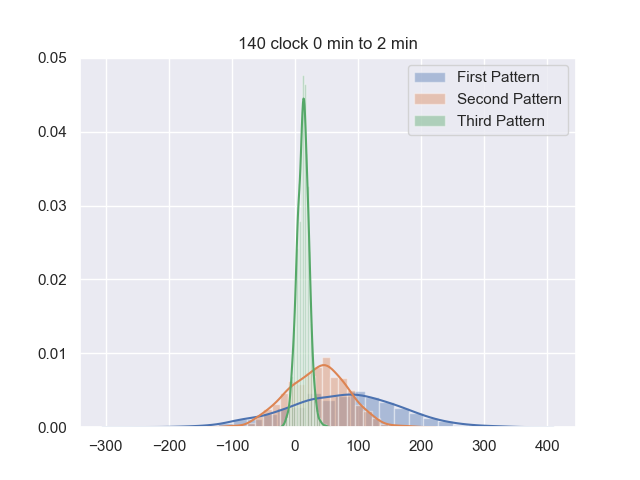 140 clock 0 min to 2 min
First Pattern
Second Pattern
Third Pattern
0.05
0.04
0.03
0.02
0.01
0.00
−300 −200 −100 0 100 200 300 400